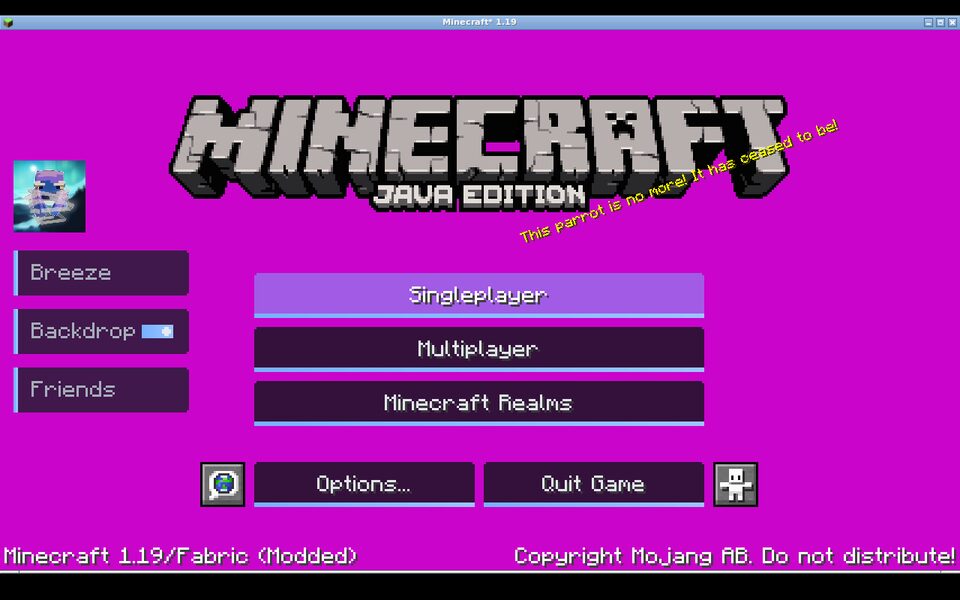 Minecraft* 1.19
MINECRAFT
JAVA EDITION
This parrot is no more! It has ceased to be!
Breeze
Backdrop
Friends
Singleplayer
Multiplayer
Minecraft Realms
Options...
Quit Game
Minecraft 1.19/Fabric (Modded)
Copyright Mojang AB. Do not distribute!